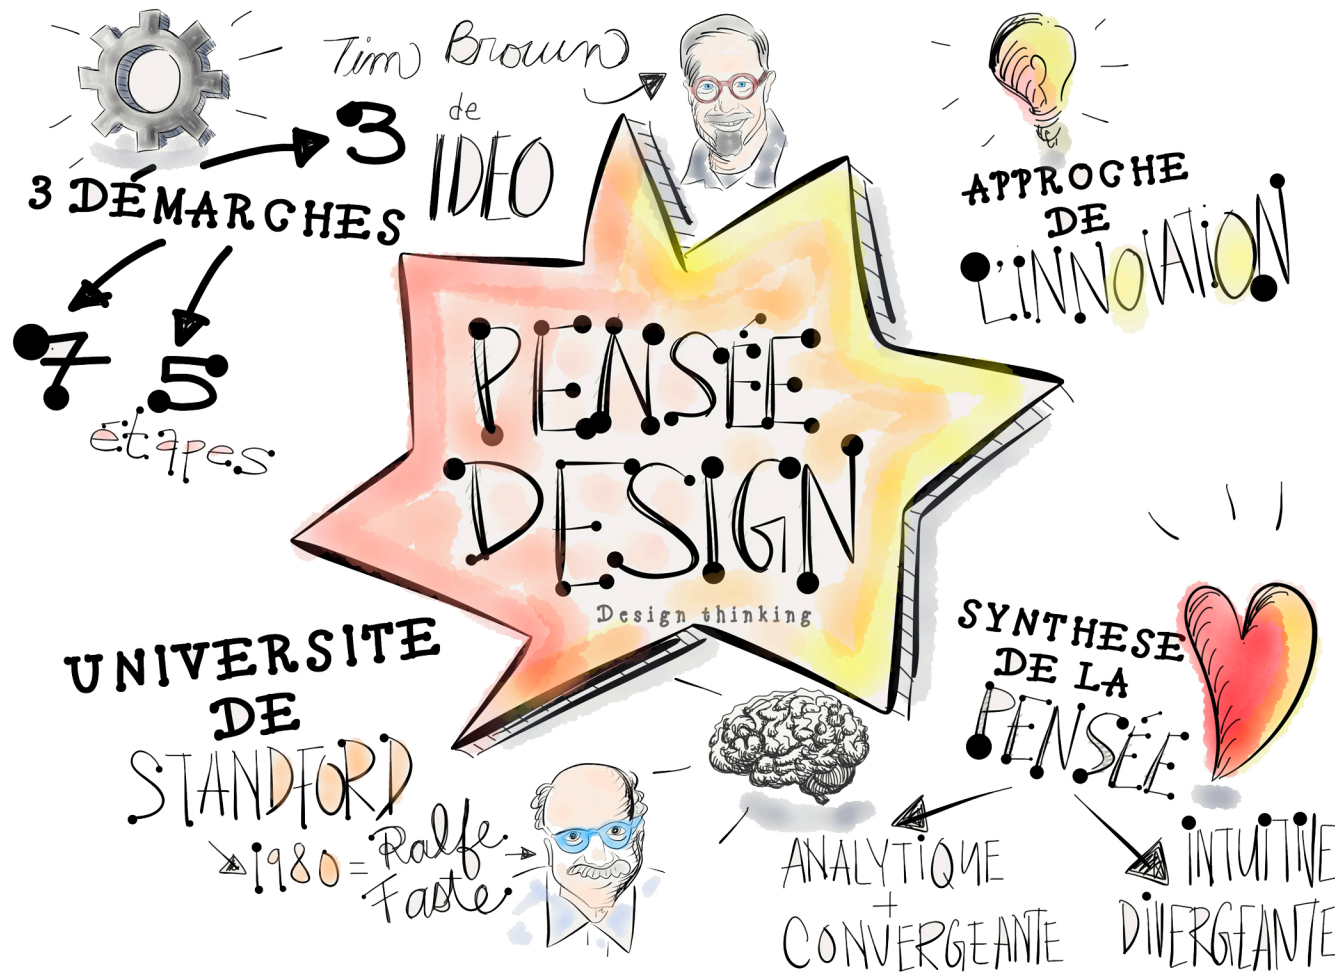 Tim Brown
de
IDEO
3 DÉMARCHES
3
7 5
étapes
APPROCHE
DE
L'INNOVATION
PENSÉE
DESIGN
Design thinking
UNIVERSITE
DE
STANDFORD
1980 = Ralfe
Faste
SYNTHESE
DE LA
PENSÉE
ANALYTIQUE
+
CONVERGEANTE
INTUITIVE
DIVERGEANTE